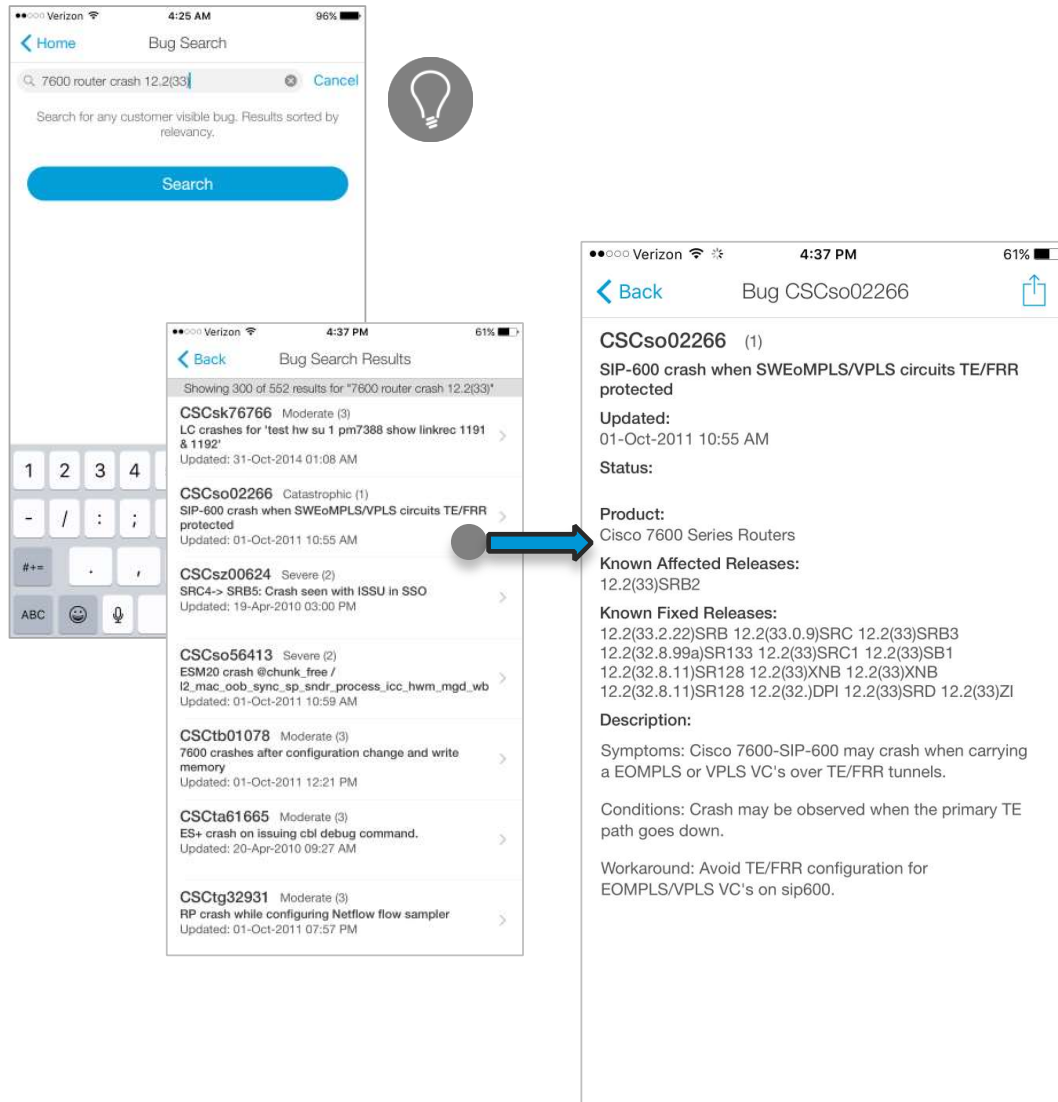 Verizon 4:25 AM 96%
Home Bug Search
7600 router crash 12.2(33) Cancel
Search for any customer visible bug. Results sorted by
relevancy.
Search
1 2 3 4
- / : ;
#+= . ,
ABC
Verizon 4:37 PM 61%
Back Bug Search Results
Showing 300 of 552 results for "7600 router crash 12.2(33)"
CSCsk76766 Moderate (3)
LC crashes for 'test hw su 1 pm7388 show linkrec 1191
& 1192'
Updated: 31-Oct-2014 01:08 AM
CSCso02266 Catastrophic (1)
SIP-600 crash when SWEoMPLS/VPLS circuits TE/FRR
protected
Updated: 01-Oct-2011 10:55 AM
CSCsz00624 Severe (2)
SRC4-> SRB5: Crash seen with ISSU in SSO
Updated: 19-Apr-2010 03:00 PM
CSCso56413 Severe (2)
ESM20 crash @chunk_free /
l2_mac_oob_sync_sp_sndr_process_icc_hwm_mgd_wb
Updated: 01-Oct-2011 10:59 AM
CSCtb01078 Moderate (3)
7600 crashes after configuration change and write
memory
Updated: 01-Oct-2011 12:21 PM
CSCta61665 Moderate (3)
ES+ crash on issuing cbl debug command.
Updated: 20-Apr-2010 09:27 AM
CSCtg32931 Moderate (3)
RP crash while configuring Netflow flow sampler
Updated: 01-Oct-2011 07:57 PM
Verizon 4:37 PM 61%
Back Bug CSCso02266
CSCso02266 (1)
SIP-600 crash when SWEoMPLS/VPLS circuits TE/FRR
protected
Updated:
01-Oct-2011 10:55 AM
Status:
Product:
Cisco 7600 Series Routers
Known Affected Releases:
12.2(33)SRB2
Known Fixed Releases:
12.2(33.2.22)SRB 12.2(33.0.9)SRC 12.2(33)SRB3
12.2(32.8.99a)SR133 12.2(33)SRC1 12.2(33)SB1
12.2(32.8.11)SR128 12.2(33)XNB 12.2(33)XNB
12.2(32.8.11)SR128 12.2(32.)DPI 12.2(33)SRD 12.2(33)ZI
Description:
Symptoms: Cisco 7600-SIP-600 may crash when carrying
a EOMPLS or VPLS VC's over TE/FRR tunnels.
Conditions: Crash may be observed when the primary TE
path goes down.
Workaround: Avoid TE/FRR configuration for
EOMPLS/VPLS VC's on sip600.